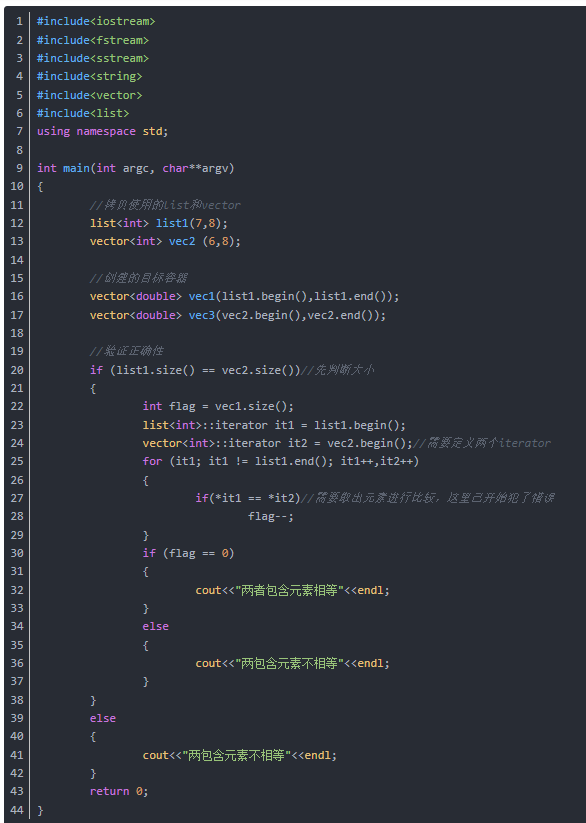 1 #include<iostream>
2 #include<fstream>
3 #include<sstream>
4 #include<string>
5 #include<vector>
6 #include<list>
7 using namespace std;
8
9 int main(int argc, char**argv)
10 {
11 //拷贝使用的list和vector
12 list<int> list1(7,8);
13 vector<int> vec2 (6,8);
14
15 //创建的目标容器
16 vector<double> vec1(list1.begin(),list1.end());
17 vector<double> vec3(vec2.begin(),vec2.end());
18
19 //验证正确性
20 if (list1.size() == vec2.size())//先判断大小
21 {
22 int flag = vec1.size();
23 list<int>::iterator it1 = list1.begin();
24 vector<int>::iterator it2 = vec2.begin();//需要定义两个iterator
25 for (it1; it1 != list1.end(); it1++,it2++)
26 {
27 if(*it1 == *it2)//需要取出元素进行比较，这里已开始犯了错误
28 flag--;
29 }
30 if (flag == 0)
31 {
32 cout<<"两者包含元素相等"<<endl;
33 }
34 else
35 {
36 cout<<"两包含元素不相等"<<endl;
37 }
38 }
39 else
40 {
41 cout<<"两包含元素不相等"<<endl;
42 }
43 return 0;
44 }